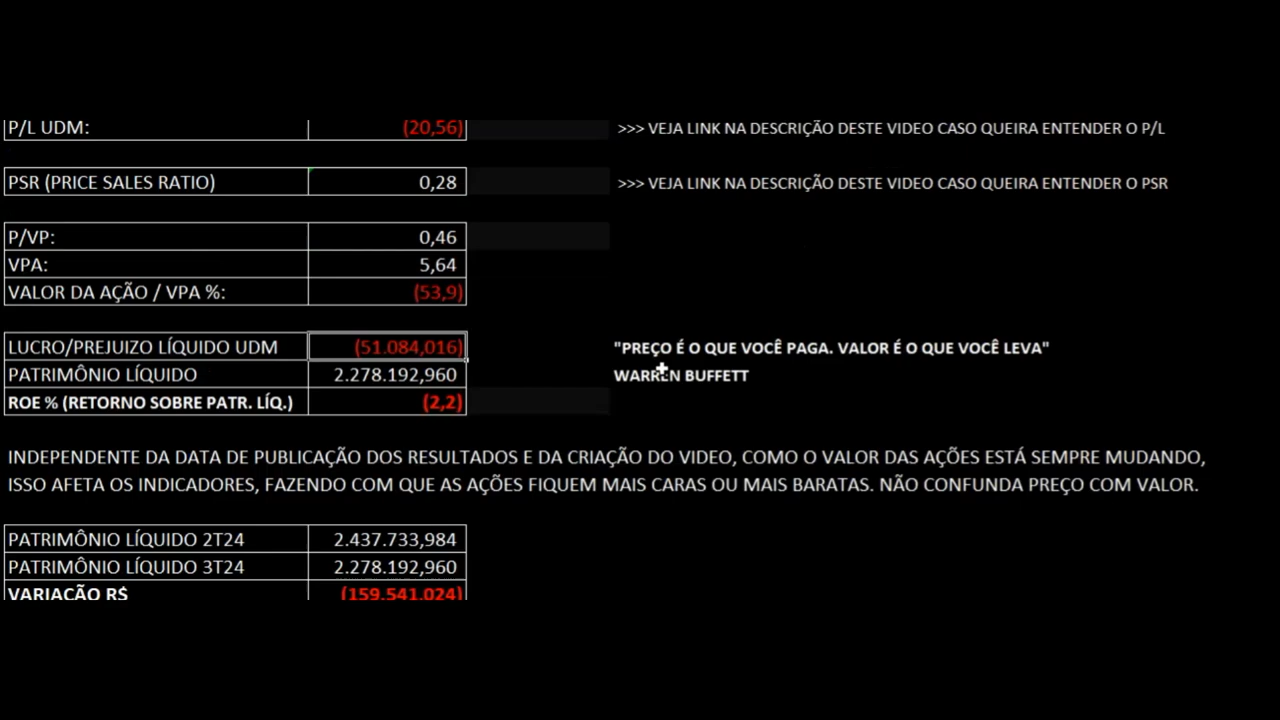 P/L UDM: (20,56) >>> VEJA LINK NA DESCRIÇÃO DESTE VIDEO CASO QUEIRA ENTENDER O P/L
PSR (PRICE SALES RATIO) 0,28 >>> VEJA LINK NA DESCRIÇÃO DESTE VIDEO CASO QUEIRA ENTENDER O PSR
P/VP: 0,46
VPA: 5,64
VALOR DA AÇÃO / VPA %: (53,9)
LUCRO/PREJUIZO LÍQUIDO UDM (51.084,016) "PREÇO É O QUE VOCÊ PAGA. VALOR É O QUE VOCÊ LEVA"
PATRIMÔNIO LÍQUIDO 2.278.192,960 WARREN BUFFETT
ROE % (RETORNO SOBRE PATR. LÍQ.) (2,2)
INDEPENDENTE DA DATA DE PUBLICAÇÃO DOS RESULTADOS E DA CRIAÇÃO DO VIDEO, COMO O VALOR DAS AÇÕES ESTÁ SEMPRE MUDANDO,
ISSO AFETA OS INDICADORES, FAZENDO COM QUE AS AÇÕES FIQUEM MAIS CARAS OU MAIS BARATAS. NÃO CONFUNDA PREÇO COM VALOR.
PATRIMÔNIO LÍQUIDO 2T24 2.437.733,984
PATRIMÔNIO LÍQUIDO 3T24 2.278.192,960
VARIAÇÃO R$ (159.541,024)